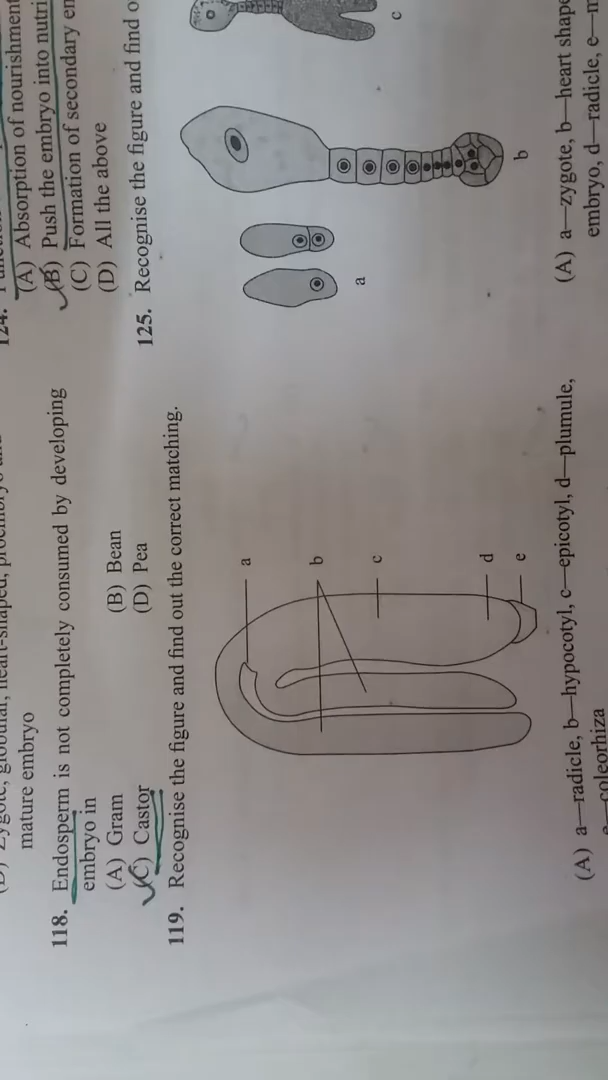 mature embryo
118. Endosperm is not completely consumed by developing
embryo in
(A) Gram
(B) Bean
(C) Castor
(D) Pea
119. Recognise the figure and find out the correct matching.
a
b
c
d
e
(A) a—radicle, b—hypocotyl, c—epicotyl, d—plumule,
e—coleorhiza
124.
(A) Absorption of nourishment
(B) Push the embryo into nutri
(C) Formation of secondary en
(D) All the above
125. Recognise the figure and find o
a
b
c
(A) a—zygote, b—heart shape
embryo, d—radicle, e—m